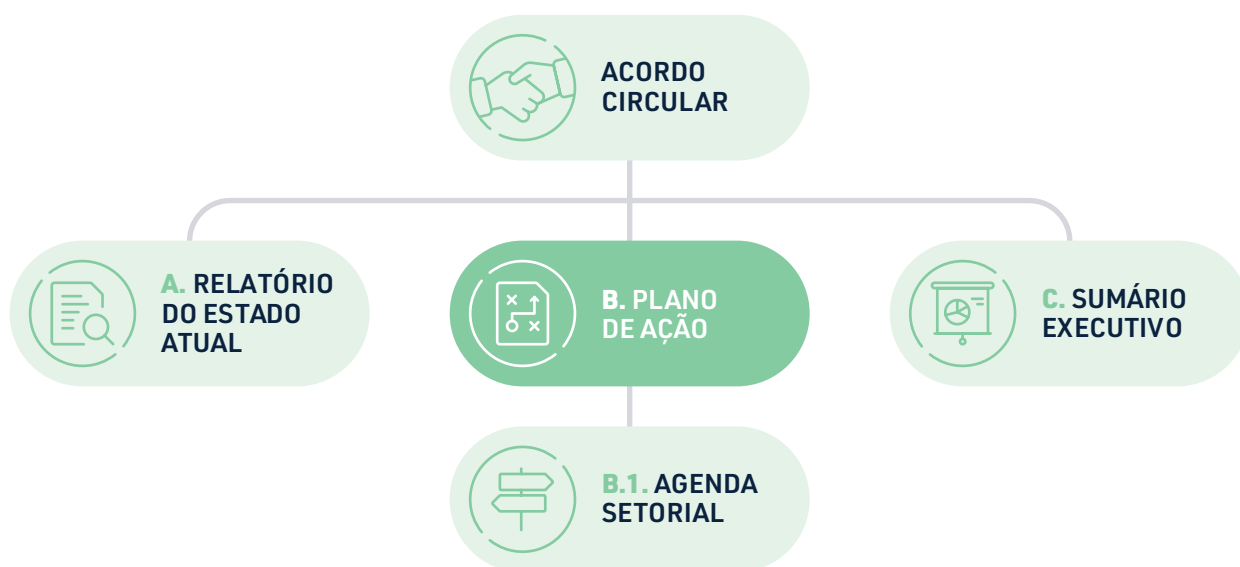 ACORDO
CIRCULAR
A. RELATÓRIO
DO ESTADO
ATUAL
B. PLANO
DE AÇÃO
C. SUMÁRIO
EXECUTIVO
B.1. AGENDA
SETORIAL